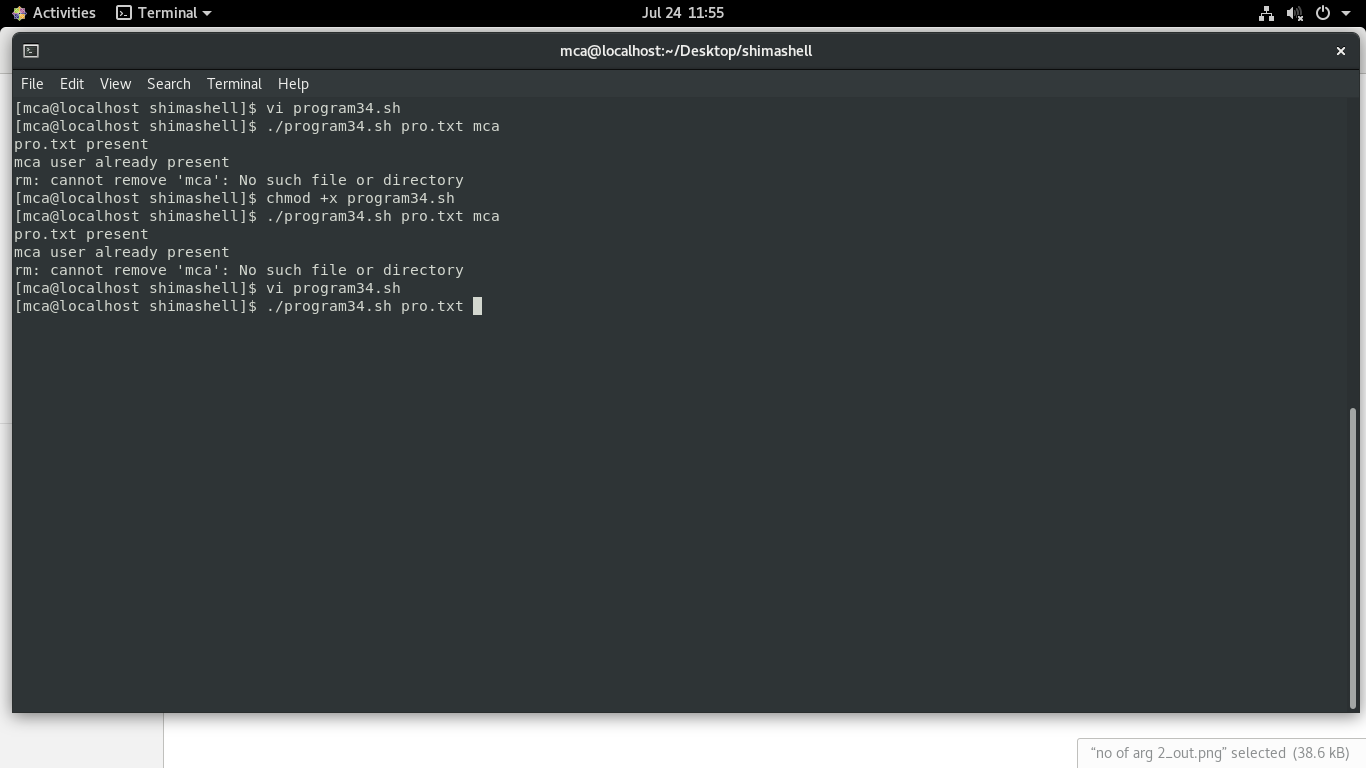 Activities Terminal Jul 24 11:55
mca@localhost:~/Desktop/shimashell
File Edit View Search Terminal Help
[mca@localhost shimashell]$ vi program34.sh
[mca@localhost shimashell]$ ./program34.sh pro.txt mca
pro.txt present
mca user already present
rm: cannot remove 'mca': No such file or directory
[mca@localhost shimashell]$ chmod +x program34.sh
[mca@localhost shimashell]$ ./program34.sh pro.txt mca
pro.txt present
mca user already present
rm: cannot remove 'mca': No such file or directory
[mca@localhost shimashell]$ vi program34.sh
[mca@localhost shimashell]$ ./program34.sh pro.txt
“no of arg 2_out.png” selected (38.6 kB)